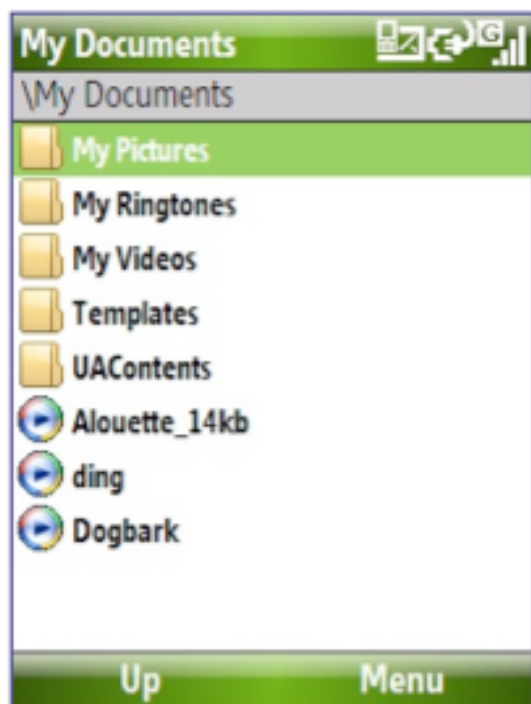 My Documents G
\My Documents
My Pictures
My Ringtones
My Videos
Templates
UAContents
Alouette_14kb
ding
Dogbark
Up Menu